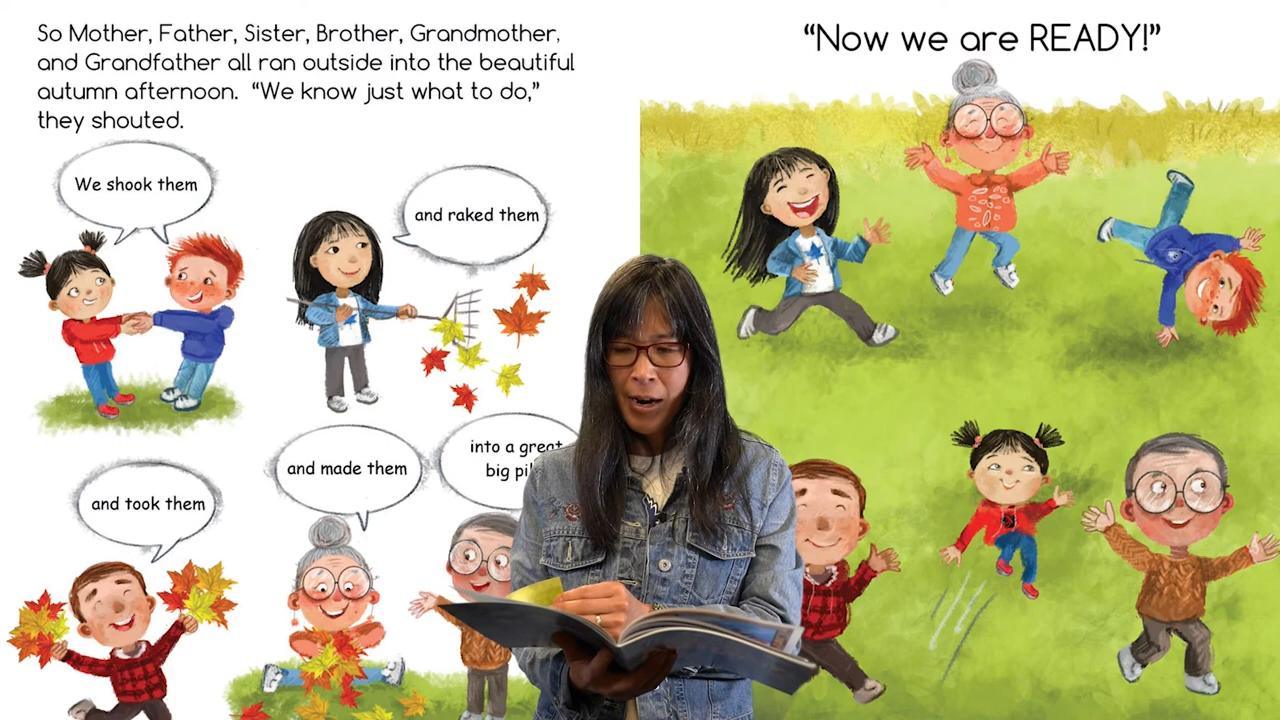 So Mother, Father, Sister, Brother, Grandmother,
and Grandfather all ran outside into the beautiful
autumn afternoon. “We know just what to do,”
they shouted.
We shook them
and raked them
and took them
and made them
into a great
big
“Now we are READY!”